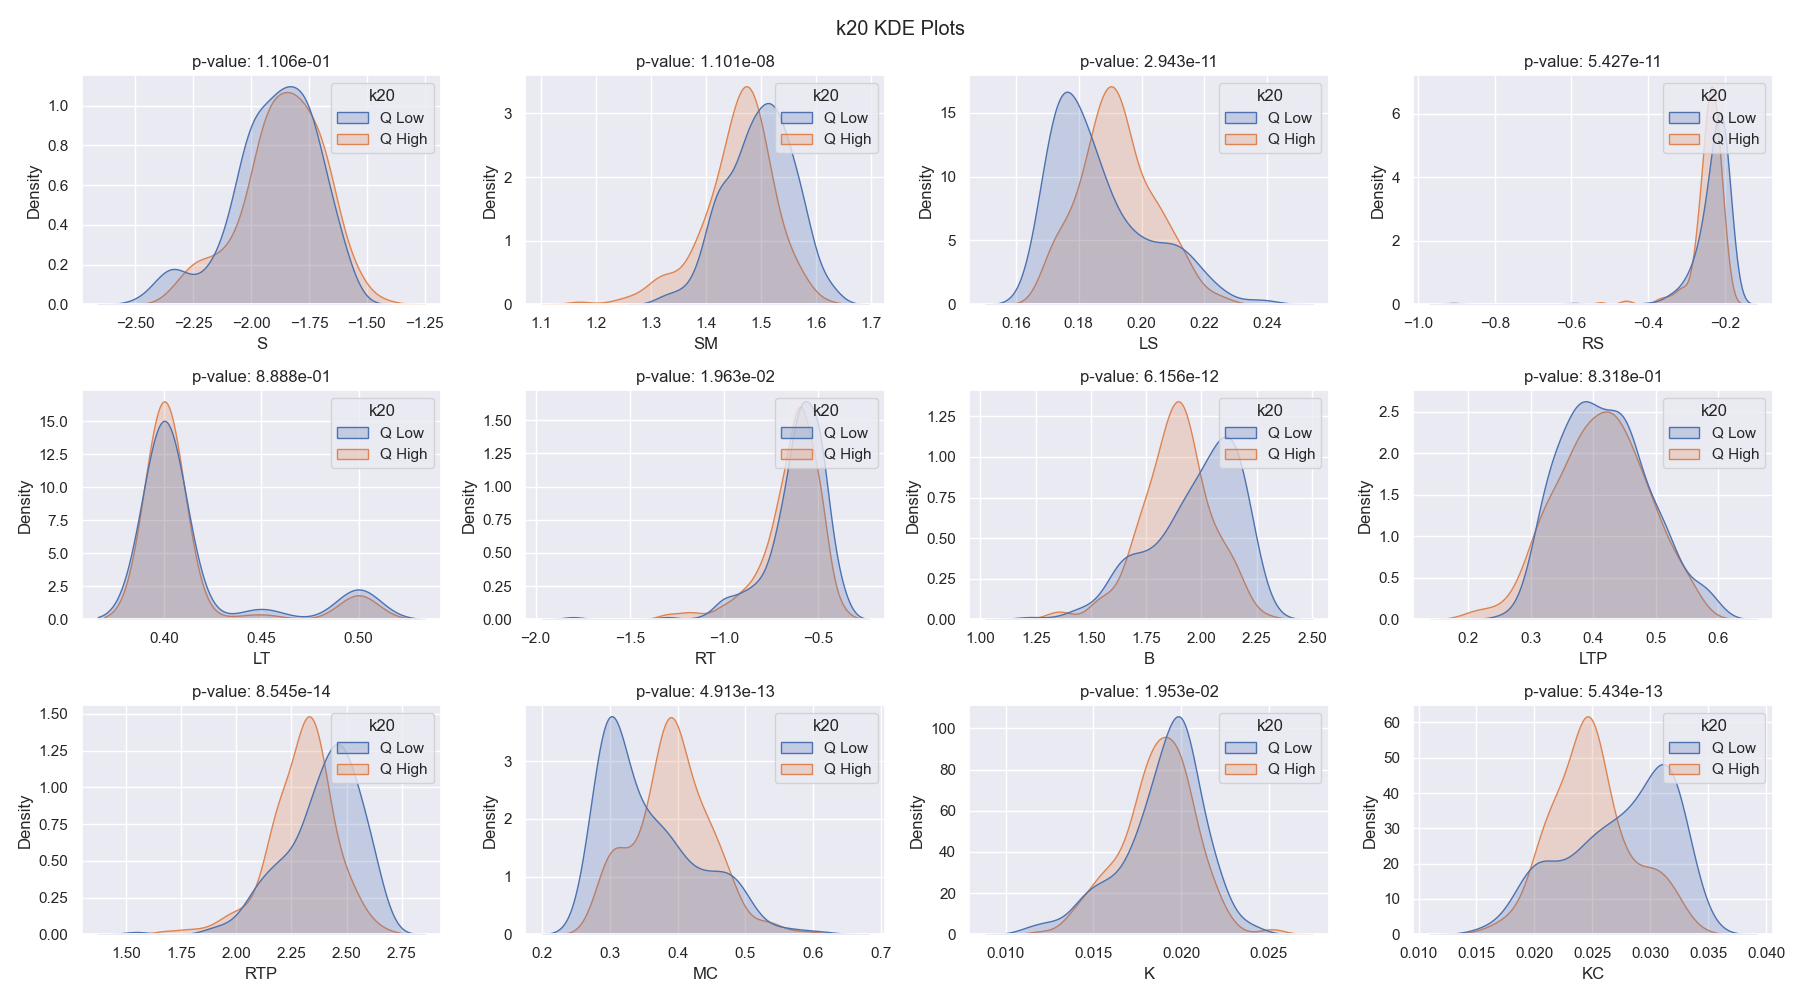 k20 KDE Plots
p-value: 1.106e-01
k20
Q Low
Q High
Density
1.0
0.8
0.6
0.4
0.2
0.0
−2.50 −2.25 −2.00 −1.75 −1.50 −1.25
S
p-value: 1.101e-08
k20
Q Low
Q High
Density
3
2
1
0
1.1 1.2 1.3 1.4 1.5 1.6 1.7
SM
p-value: 2.943e-11
k20
Q Low
Q High
Density
15
10
5
0
0.16 0.18 0.20 0.22 0.24
LS
p-value: 5.427e-11
k20
Q Low
Q High
Density
6
4
2
0
−1.0 −0.8 −0.6 −0.4 −0.2
RS
p-value: 8.888e-01
k20
Q Low
Q High
Density
15.0
12.5
10.0
7.5
5.0
2.5
0.0
0.40 0.45 0.50
LT
p-value: 1.963e-02
k20
Q Low
Q High
Density
1.50
1.25
1.00
0.75
0.50
0.25
0.00
−2.0 −1.5 −1.0 −0.5
RT
p-value: 6.156e-12
k20
Q Low
Q High
Density
1.25
1.00
0.75
0.50
0.25
0.00
1.00 1.25 1.50 1.75 2.00 2.25 2.50
B
p-value: 8.318e-01
k20
Q Low
Q High
Density
2.5
2.0
1.5
1.0
0.5
0.0
0.2 0.3 0.4 0.5 0.6
LTP
p-value: 8.545e-14
k20
Q Low
Q High
Density
1.50
1.25
1.00
0.75
0.50
0.25
0.00
1.50 1.75 2.00 2.25 2.50 2.75
RTP
p-value: 4.913e-13
k20
Q Low
Q High
Density
3
2
1
0
0.2 0.3 0.4 0.5 0.6 0.7
MC
p-value: 1.953e-02
k20
Q Low
Q High
Density
100
80
60
40
20
0
0.010 0.015 0.020 0.025
K
p-value: 5.434e-13
k20
Q Low
Q High
Density
60
50
40
30
20
10
0
0.010 0.015 0.020 0.025 0.030 0.035 0.040
KC